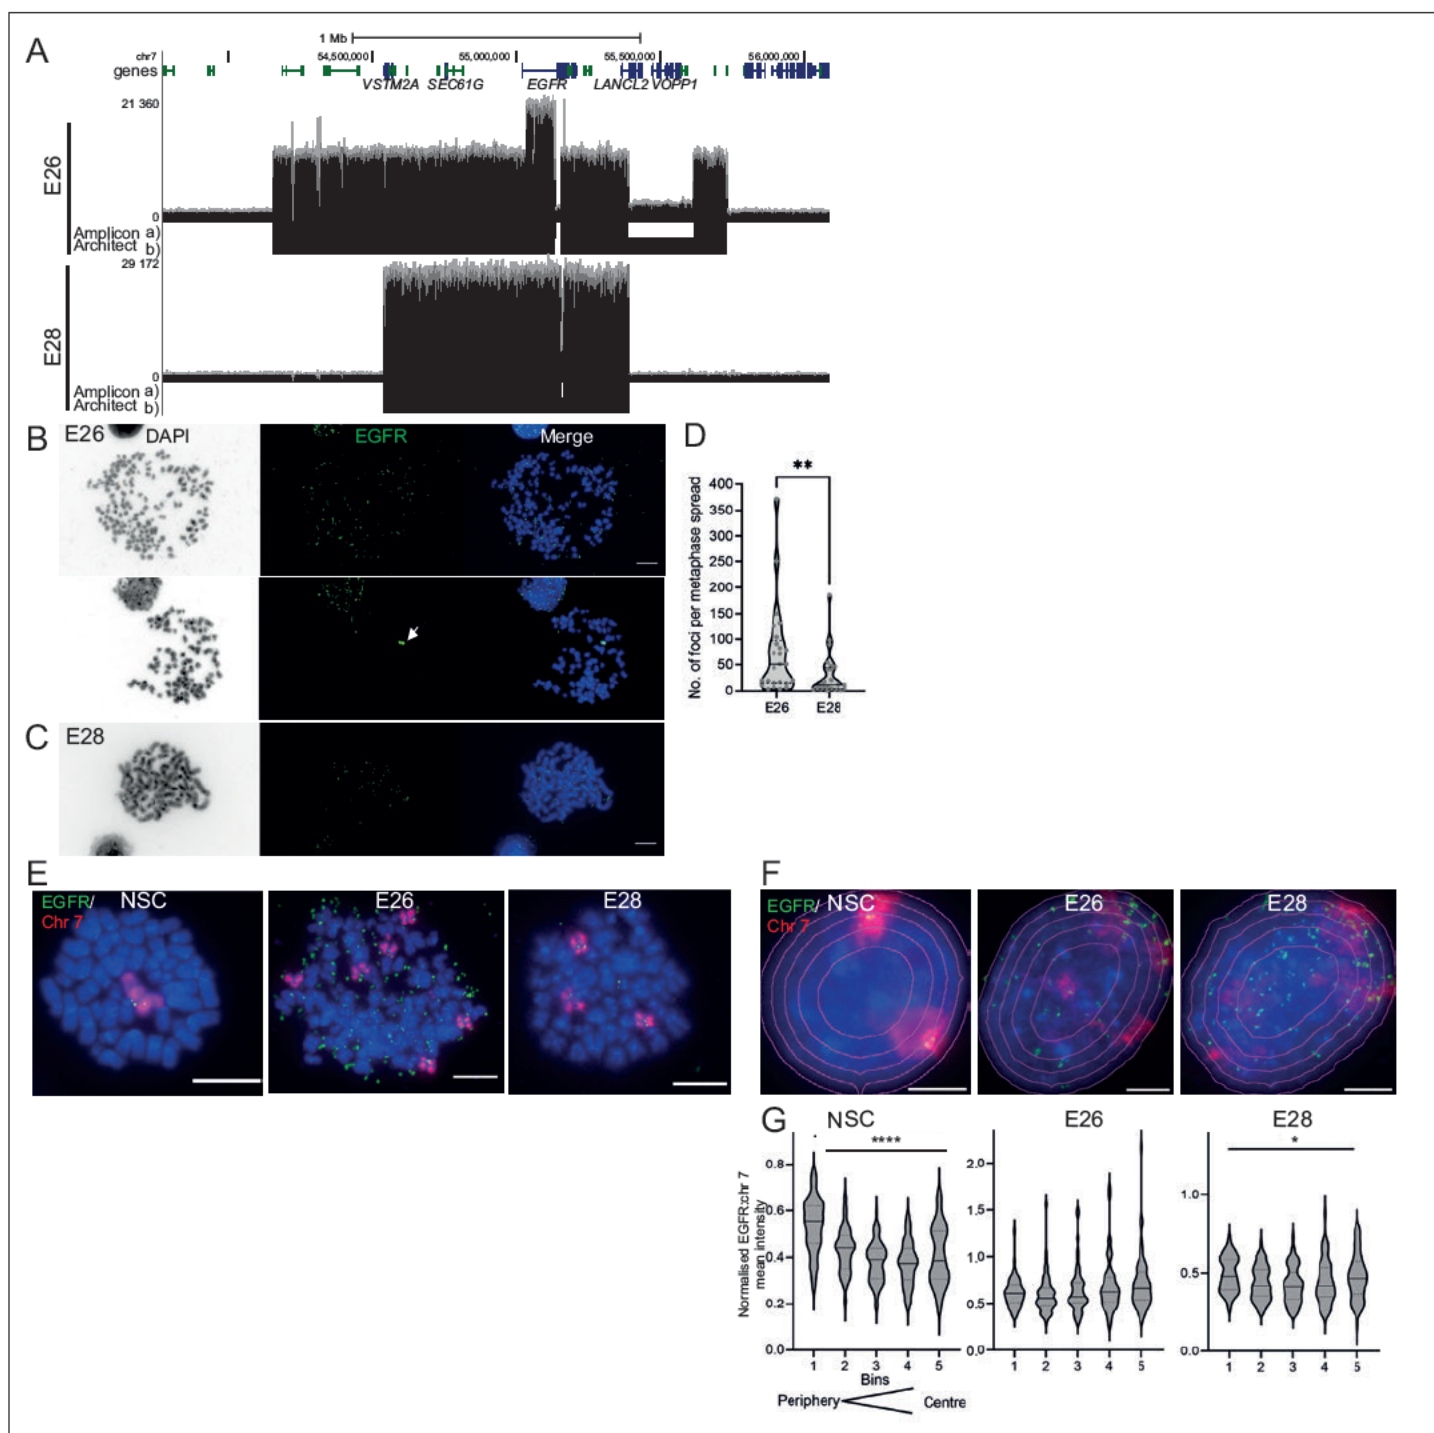 A
1 Mb
chr7 54,500,000 55,000,000 55,500,000 56,000,000
genes
VSTM2A SEC61G EGFR LANCL2 VOPP1
21 360
E26
0
Amplicon a)
Architect b)
29 172
E28
0
Amplicon a)
Architect b)
B E26 DAPI EGFR Merge
C E28
D
**
No. of foci per metaphase spread
400
350
300
250
200
150
100
50
0
E26 E28
E
EGFR/
Chr 7
NSC E26 E28
F
EGFR/
Chr 7
NSC E26 E28
G NSC E26 E28
**** *
Normalised EGFR:chr 7
mean intensity
0.8
0.6
0.4
0.2
0.0
2.0
1.5
1.0
0.5
0.0
1.0
0.5
0.0
1 2 3 4 5
1 2 3 4 5
1 2 3 4 5
Bins
Periphery Centre